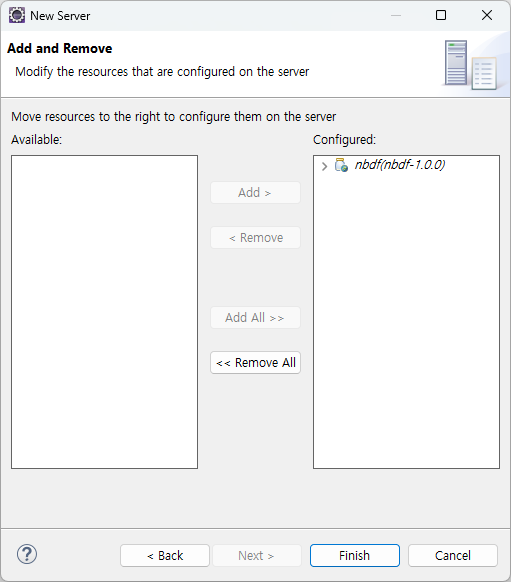 New Server
Add and Remove
Modify the resources that are configured on the server
Move resources to the right to configure them on the server
Available:
Configured:
nbdf(nbdf-1.0.0)
Add >
< Remove
Add All >>
<< Remove All
?
< Back
Next >
Finish
Cancel